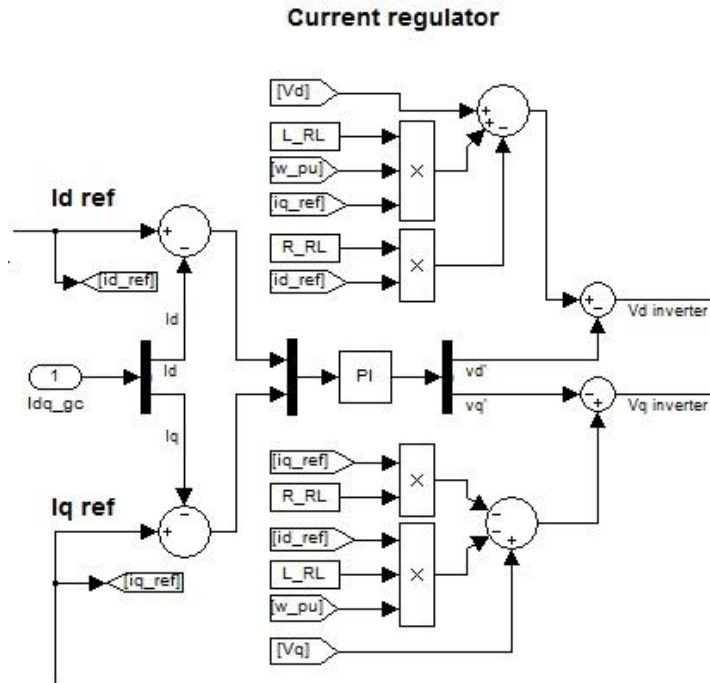 Current regulator
[Vd]
L_RL
[w_pu]
[iq_ref]
R_RL
[id_ref]
×
×
+
+
−
Id ref
+
−
[id_ref]
Id
1
Idq_gc
Id
Iq
PI
vd'
vq'
+
−
Vd inverter
−
+
Vq inverter
Iq ref
−
+
[iq_ref]
[iq_ref]
R_RL
[id_ref]
L_RL
[w_pu]
[Vq]
×
×
−
−
+